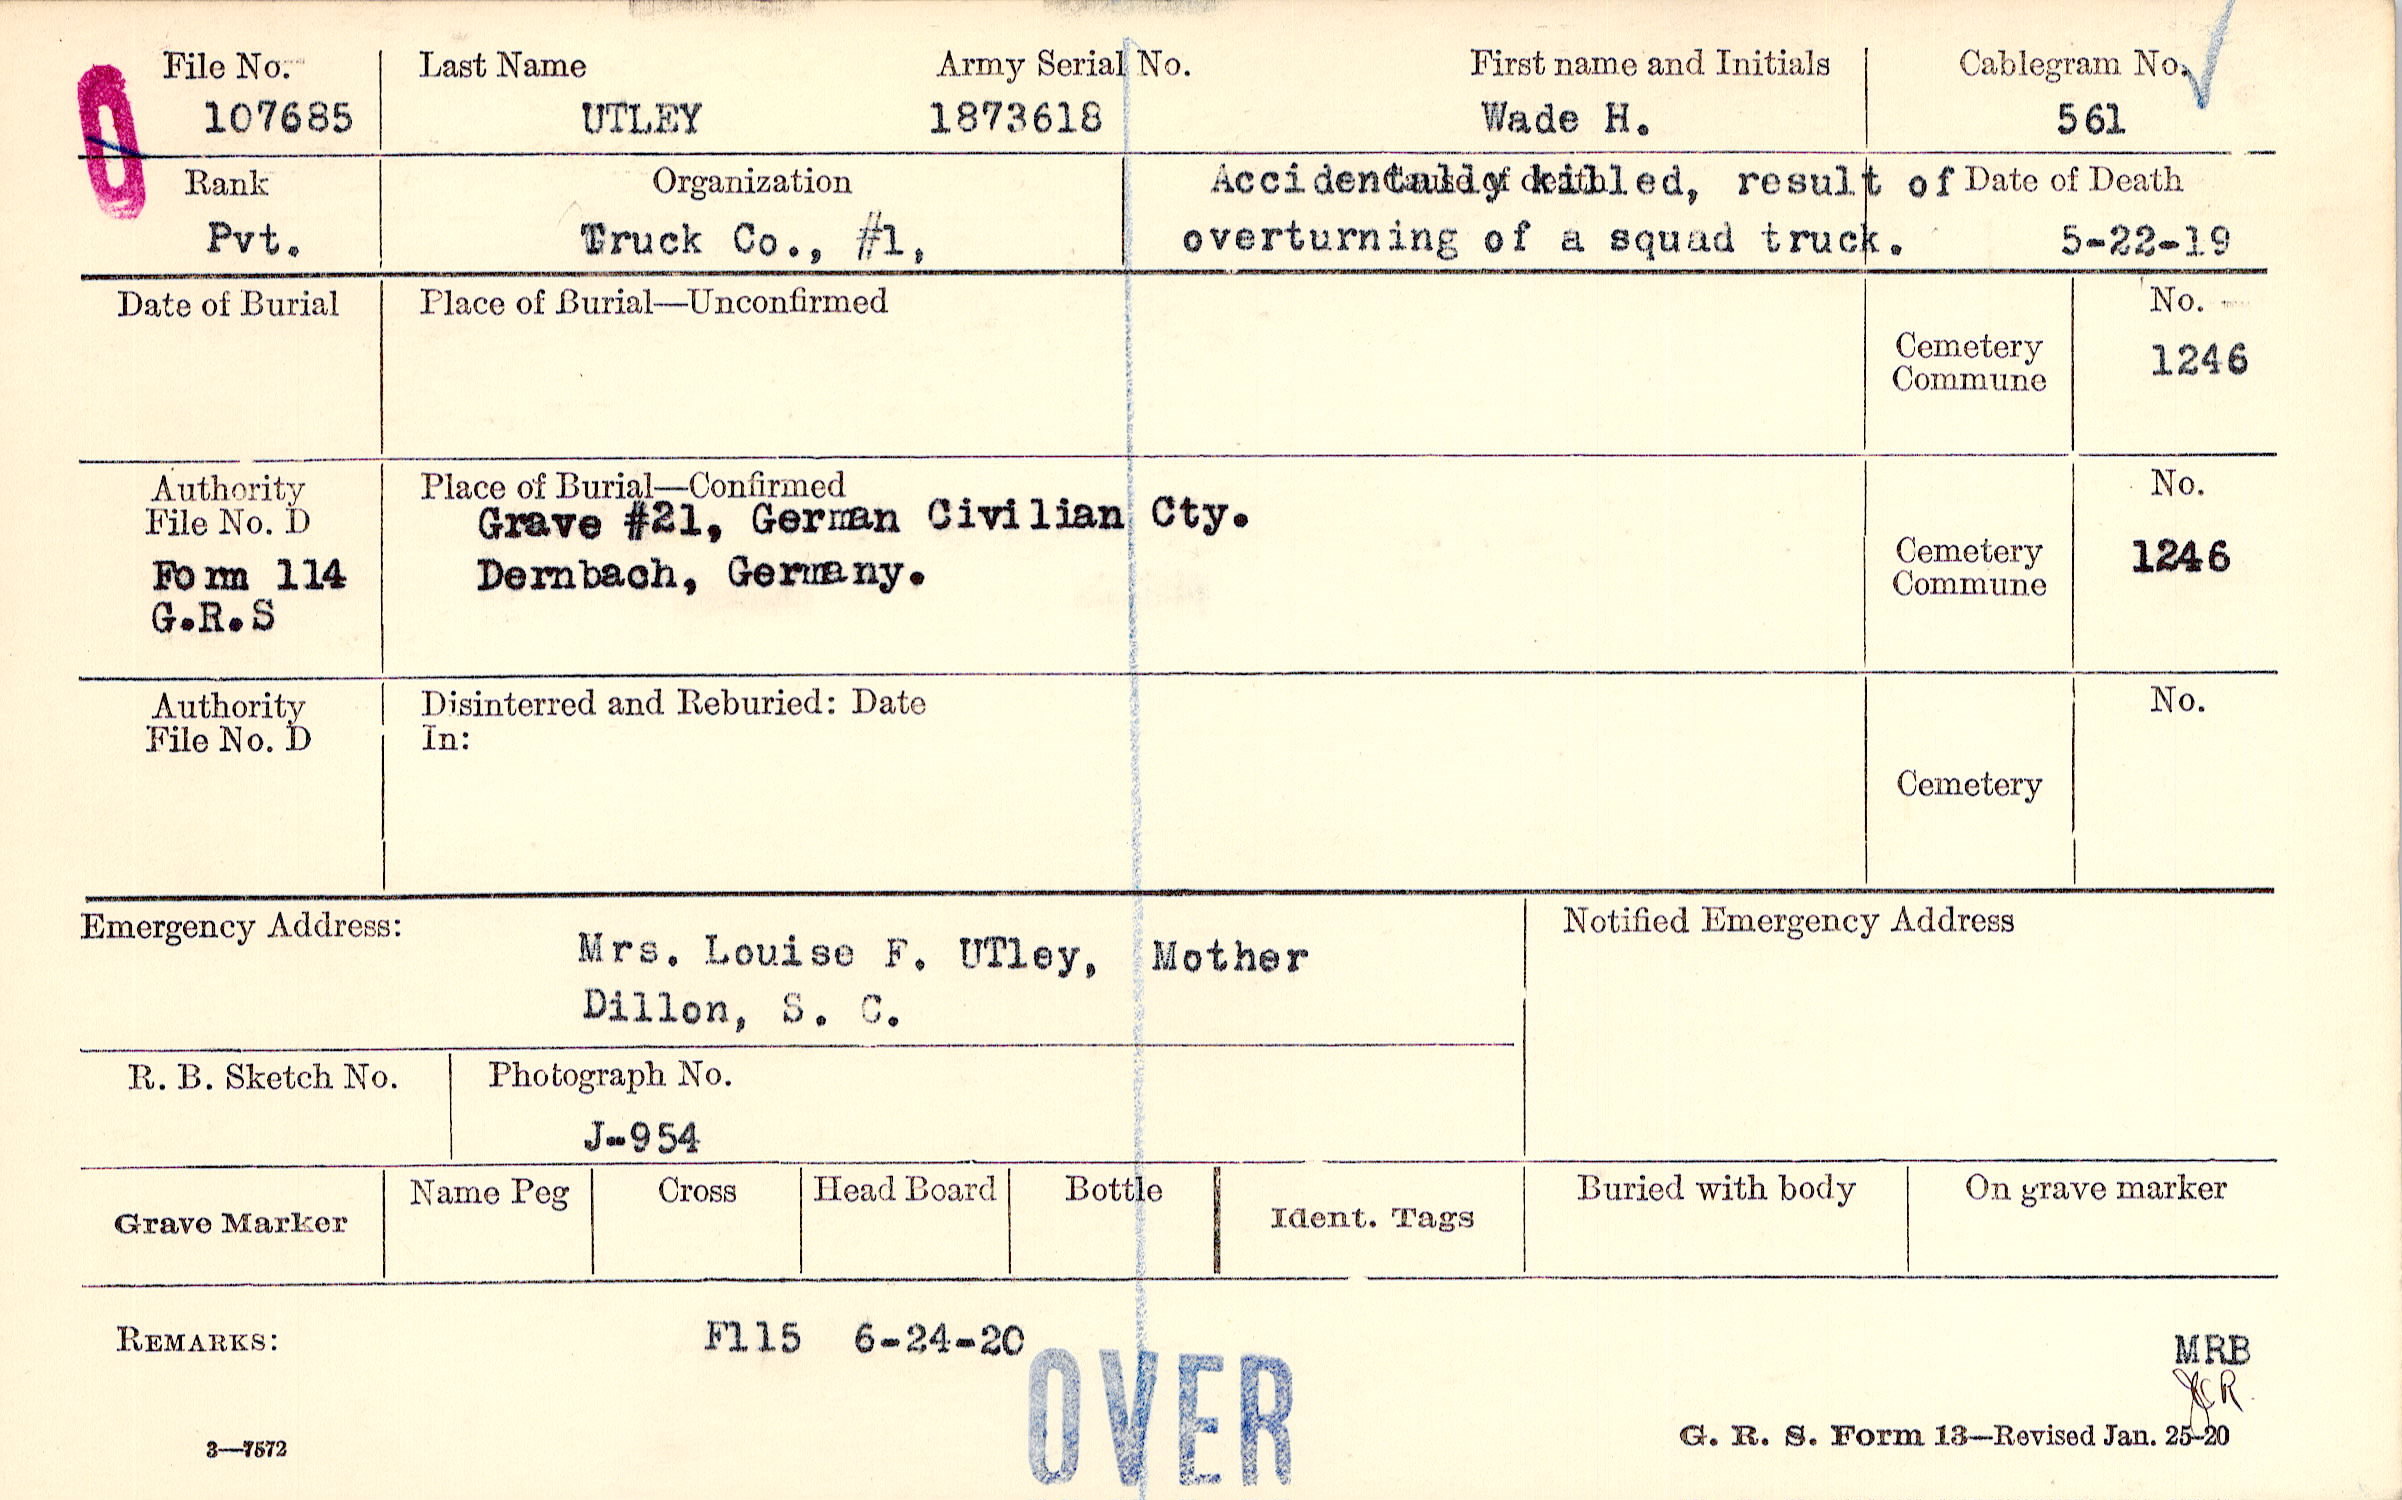 File No. Last Name Army Serial No. First name and Initials Cablegram No.
107685 UTLEY 1873618 Wade H. 561
Rank Organization Cause of death Date of Death
Accidentally killed, result of
Pvt. Truck Co., #1, overturning of a squad truck. 5-22-19
Date of Burial Place of Burial—Unconfirmed No.
Cemetery
Commune 1246
Authority Place of Burial—Confirmed No.
File No. D Grave #21, German Civilian Cty.
Form 114 Dernbach, Germany. Cemetery
Commune 1246
G.R.S
Authority Disinterred and Reburied: Date No.
File No. D In:
Cemetery
Emergency Address: Notified Emergency Address
Mrs. Louise F. UTley, Mother
Dillon, S. C.
R. B. Sketch No. Photograph No.
J-954
Grave Marker Name Peg Cross Head Board Bottle Ident. Tags Buried with body On grave marker
REMARKS: F115 6-24-20 MRB
OVER
3—7572 G. R. S. Form 13—Revised Jan. 25-20